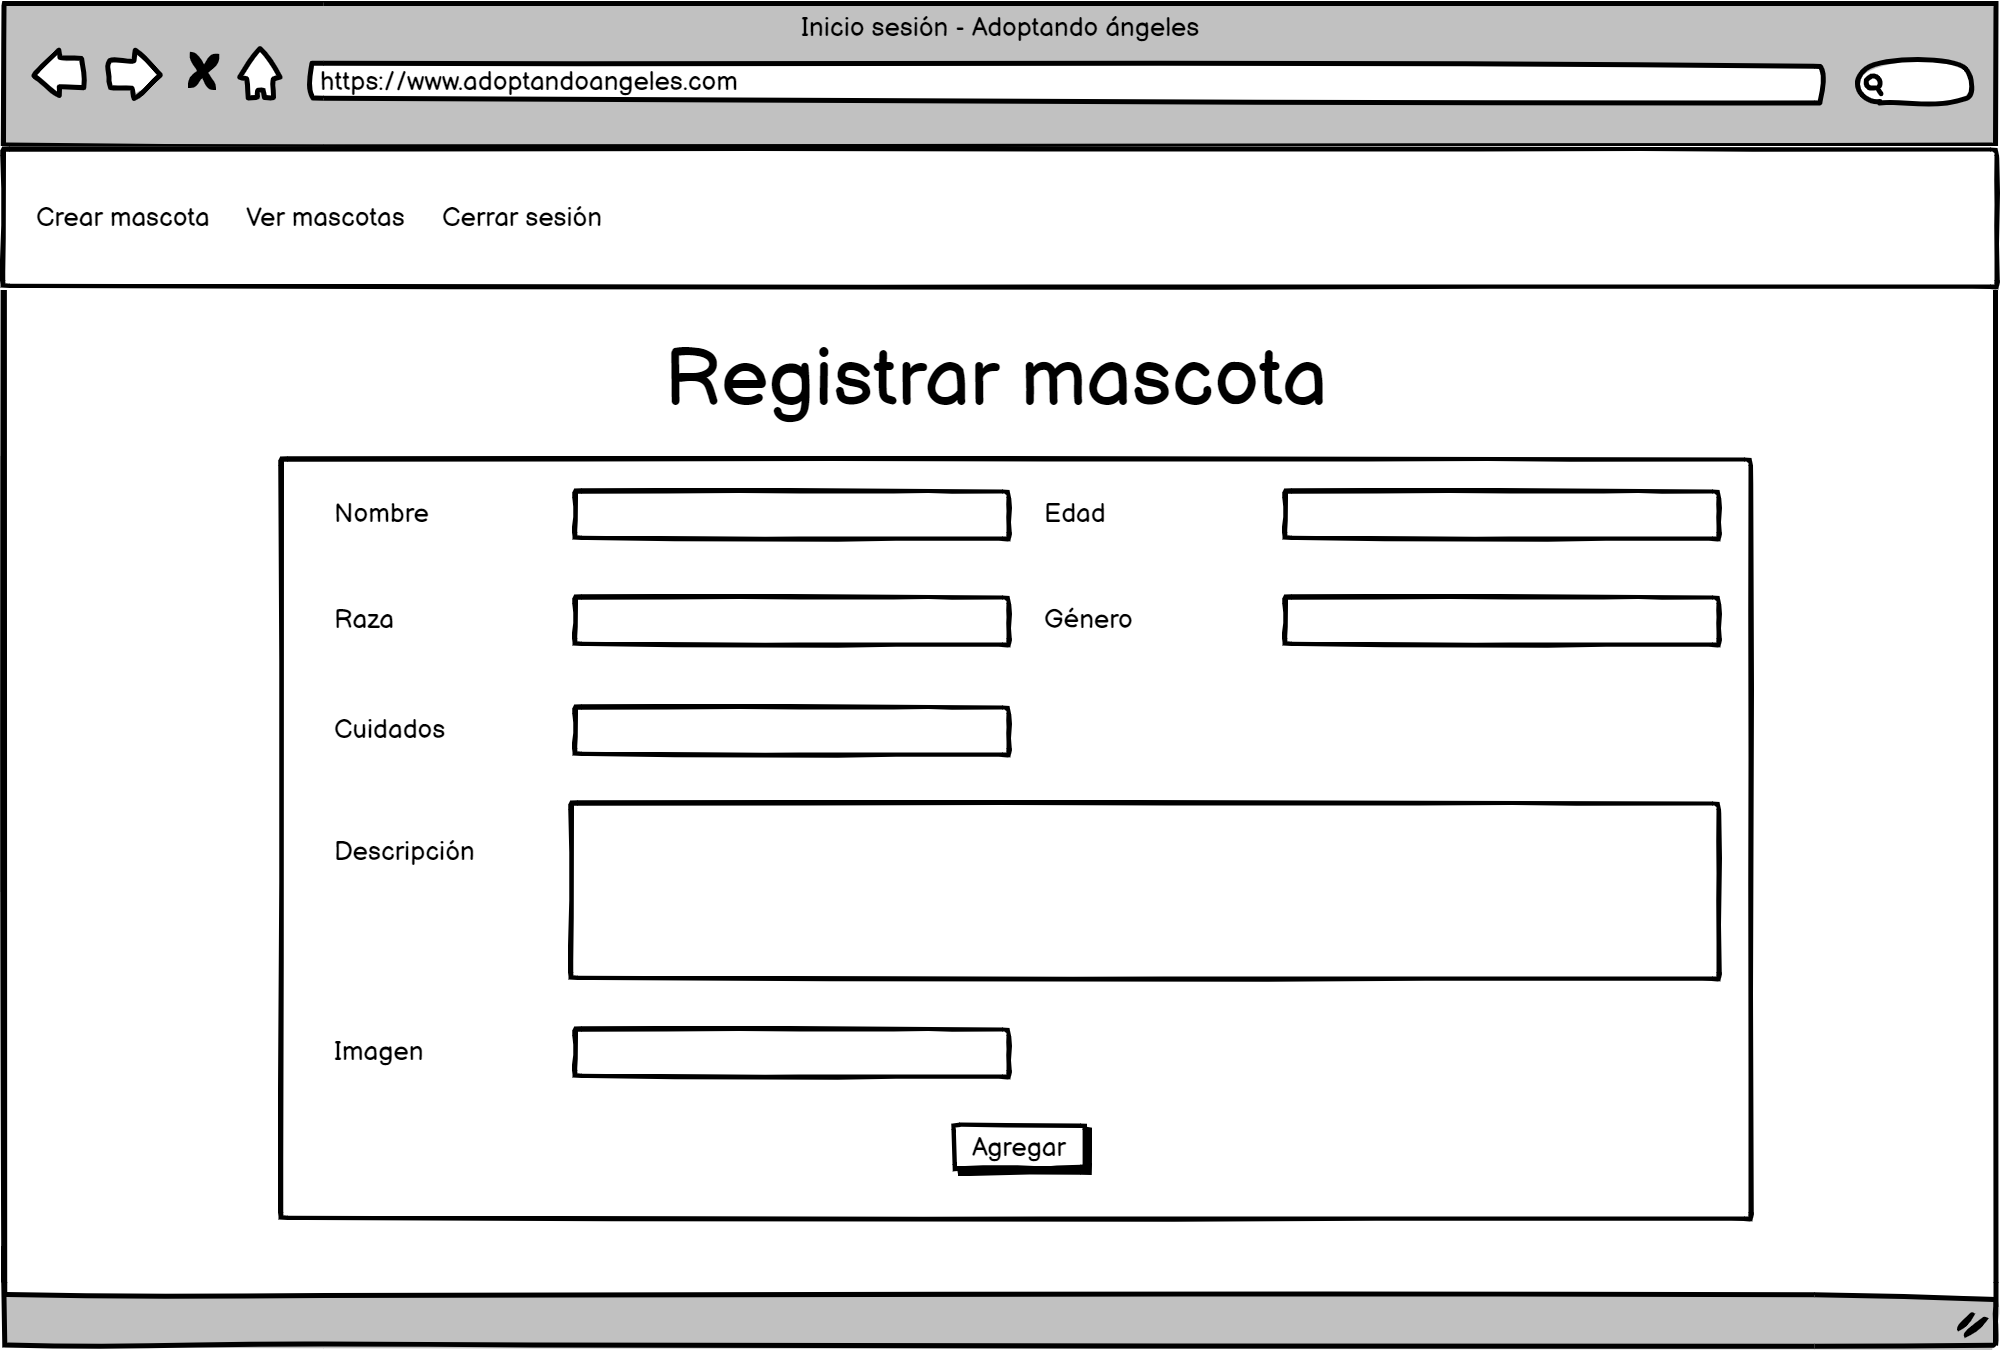 Inicio sesión - Adoptando ángeles
https://www.adoptandoangeles.com
Crear mascota Ver mascotas Cerrar sesión
Registrar mascota
Nombre Edad
Raza Género
Cuidados
Descripción
Imagen
Agregar